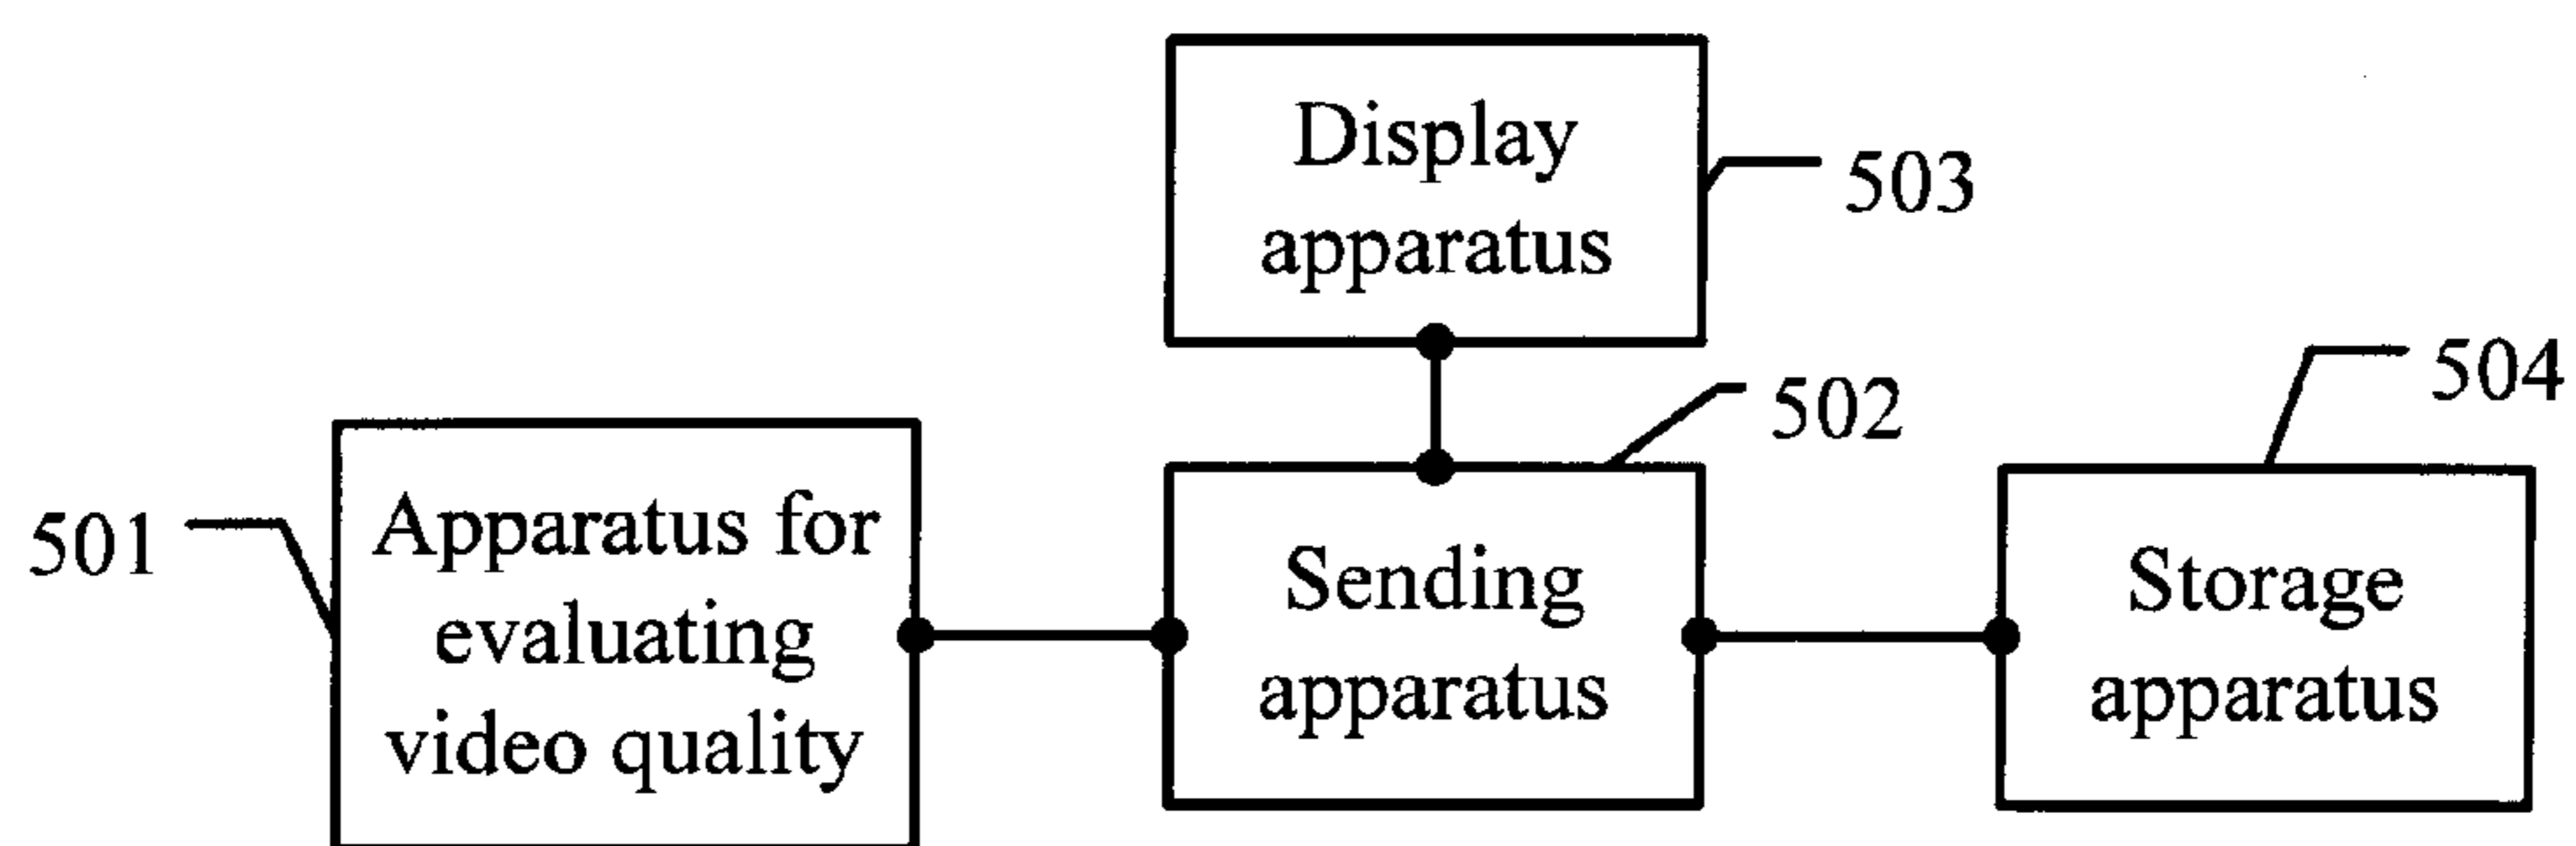 Display
apparatus
503
502
504
501
Apparatus for
evaluating
video quality
Sending
apparatus
Storage
apparatus